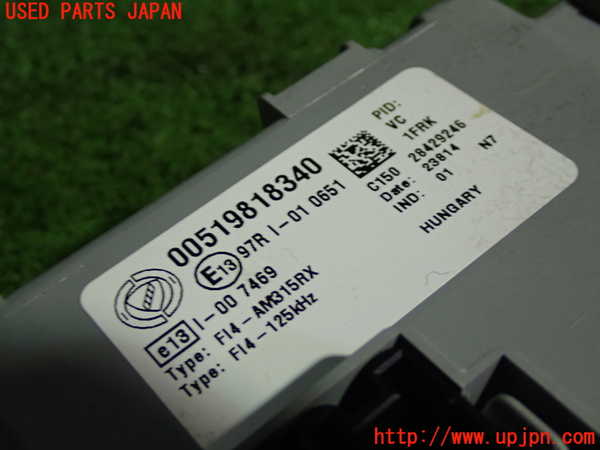 USED PARTS JAPAN
00519818340
E13 97R I-01 0651
e13 I-00 7469
Type: FI4-AM315RX
Type: FI4-125kHz
PID:
VC 1FRK
C150 28429246
Date: 23814
IND: 01 N7
HUNGARY
http://www.upjpn.com/